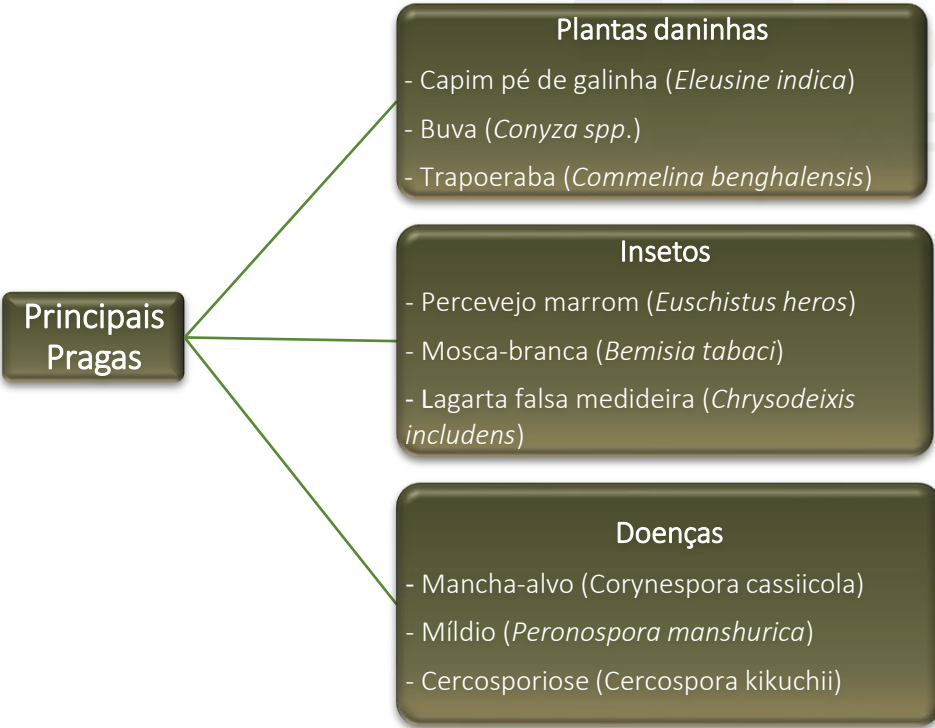 Plantas daninhas
- Capim pé de galinha (Eleusine indica)
- Buva (Conyza spp.)
- Trapoeraba (Commelina benghalensis)
Principais
Pragas
Insetos
- Percevejo marrom (Euschistus heros)
- Mosca-branca (Bemisia tabaci)
- Lagarta falsa medideira (Chrysodeixis
includens)
Doenças
- Mancha-alvo (Corynespora cassiicola)
- Míldio (Peronospora manshurica)
- Cercosporiose (Cercospora kikuchii)